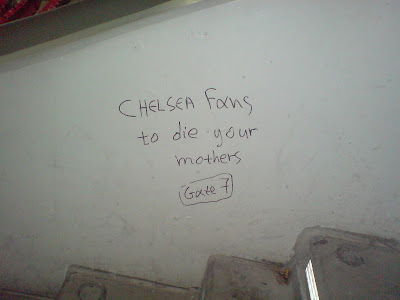 CHELSEA Fans
to die your
mothers
Gate 7